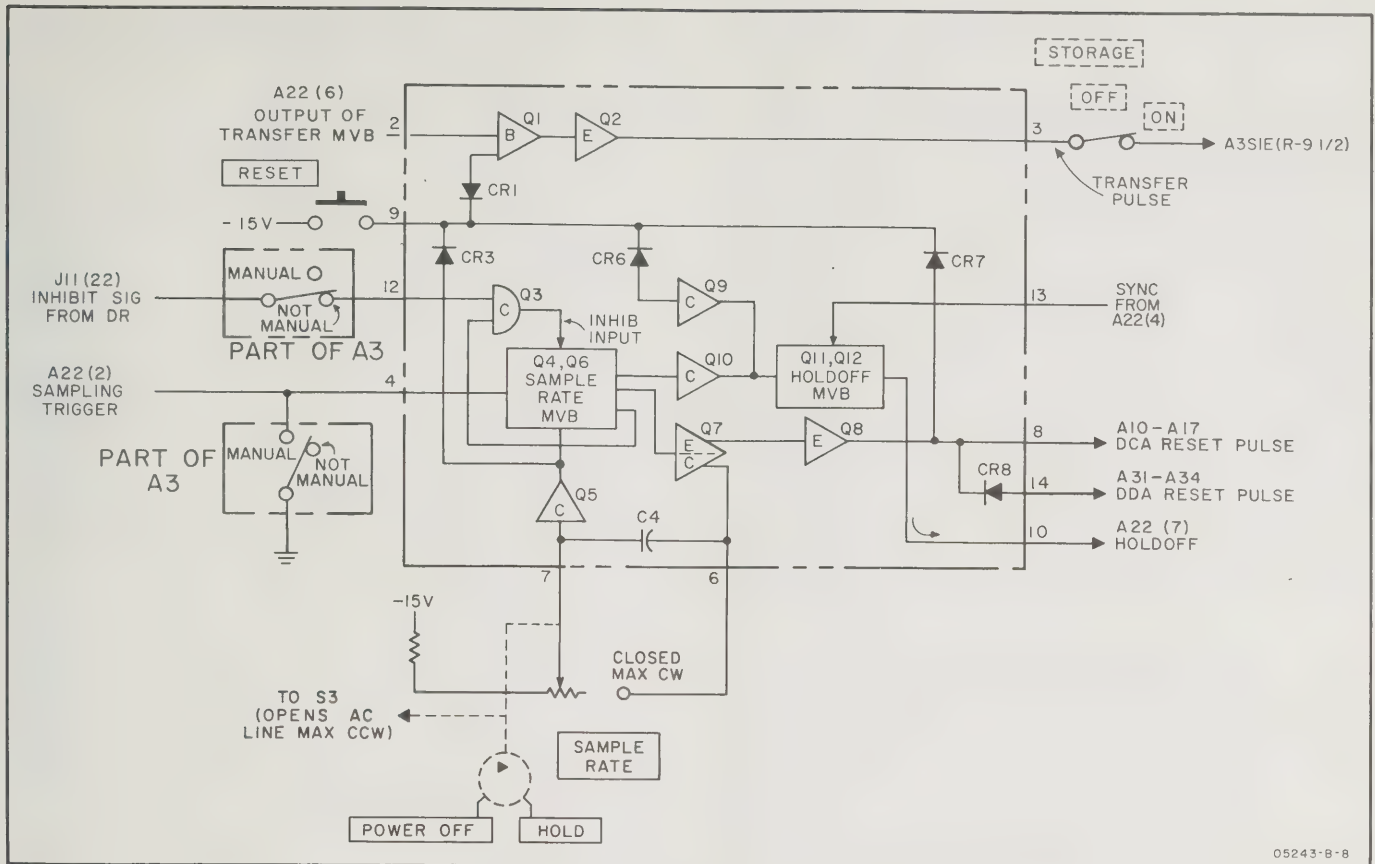 STORAGE
OFF
ON
A22 (6)
OUTPUT OF
TRANSFER MVB
2
B
Q1
E
Q2
3
A3S1E(R-9 1/2)
TRANSFER
PULSE
RESET
CR1
-15V
9
CR3
CR6
CR7
MANUAL
NOT
MANUAL
PART OF A3
J11(22)
INHIBIT SIG
FROM DR
12
C
Q3
INHIB
INPUT
C
Q9
13
SYNC
FROM
A22(4)
A22(2)
SAMPLING
TRIGGER
4
Q4,Q6
SAMPLE
RATE
MVB
C
Q10
Q11,Q12
HOLDOFF
MVB
PART OF
A3
MANUAL
NOT
MANUAL
Q7
E
C
E
Q8
8
A10-A17
DCA RESET PULSE
CR8
14
A31-A34
DDA RESET PULSE
C
Q5
C4
10
A22 (7)
HOLDOFF
7
6
-15V
CLOSED
MAX CW
TO S3
(OPENS AC
LINE MAX CCW)
SAMPLE
RATE
POWER OFF
HOLD
05243-B-8